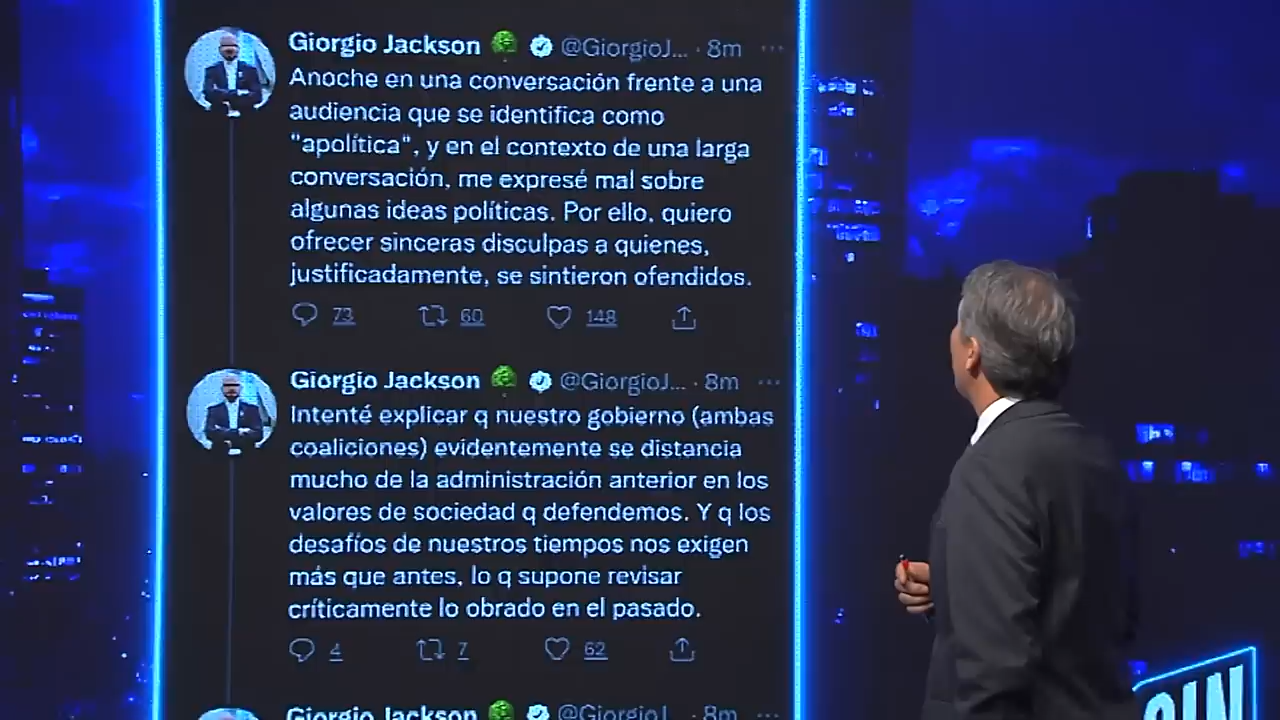 Giorgio Jackson @GiorgioJ... · 8m ...
Anoche en una conversación frente a una
audiencia que se identifica como
"apolítica", y en el contexto de una larga
conversación, me expresé mal sobre
algunas ideas políticas. Por ello, quiero
ofrecer sinceras disculpas a quienes,
justificadamente, se sintieron ofendidos.
73 60 148
Giorgio Jackson @GiorgioJ... · 8m ...
Intenté explicar q nuestro gobierno (ambas
coaliciones) evidentemente se distancia
mucho de la administración anterior en los
valores de sociedad q defendemos. Y q los
desafíos de nuestros tiempos nos exigen
más que antes, lo q supone revisar
críticamente lo obrado en el pasado.
4 7 62
Giorgio Jackson @GiorgioJ... · 8m ...
SIN